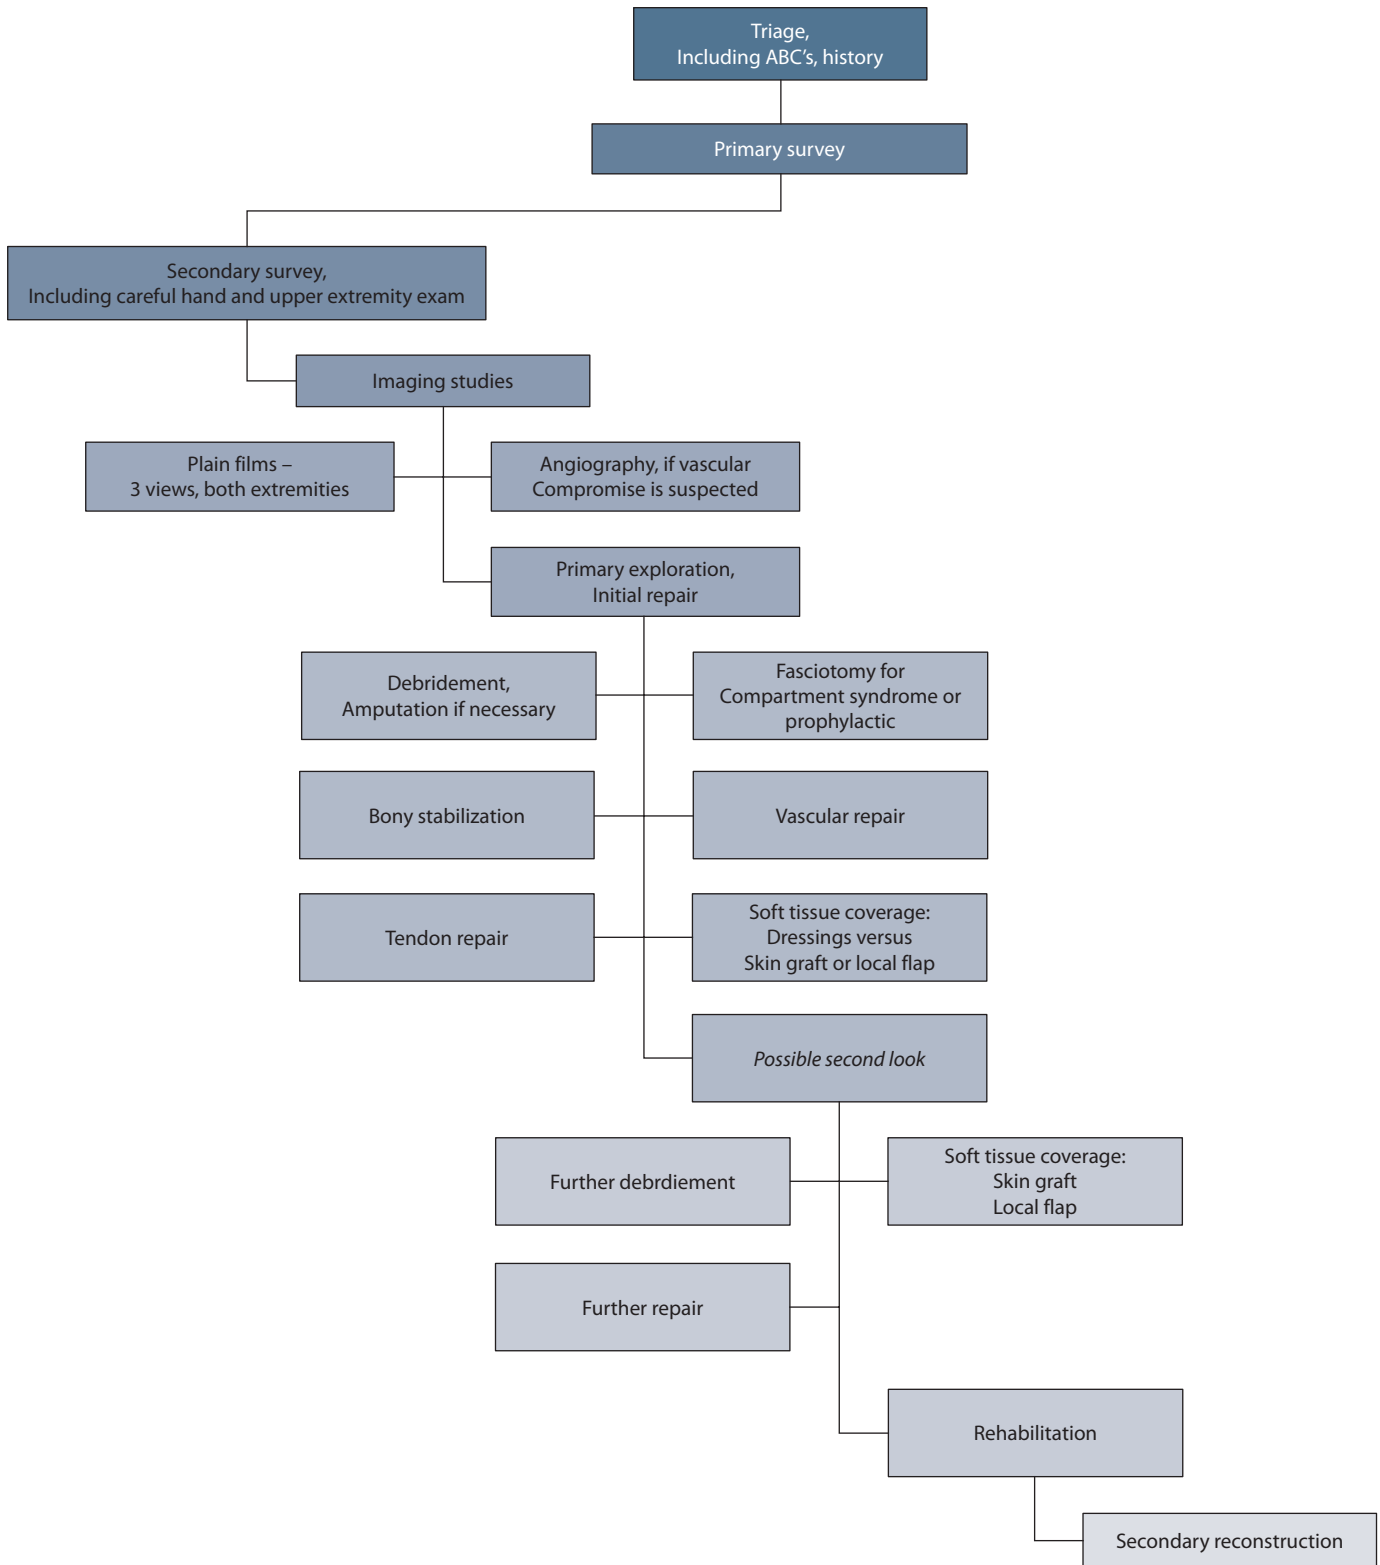 Triage,
Including ABC's, history
Primary survey
Secondary survey,
Including careful hand and upper extremity exam
Imaging studies
Plain films –
3 views, both extremities
Angiography, if vascular
Compromise is suspected
Primary exploration,
Initial repair
Debridement,
Amputation if necessary
Fasciotomy for
Compartment syndrome or
prophylactic
Bony stabilization
Vascular repair
Tendon repair
Soft tissue coverage:
Dressings versus
Skin graft or local flap
Possible second look
Further debrdiement
Soft tissue coverage:
Skin graft
Local flap
Further repair
Rehabilitation
Secondary reconstruction